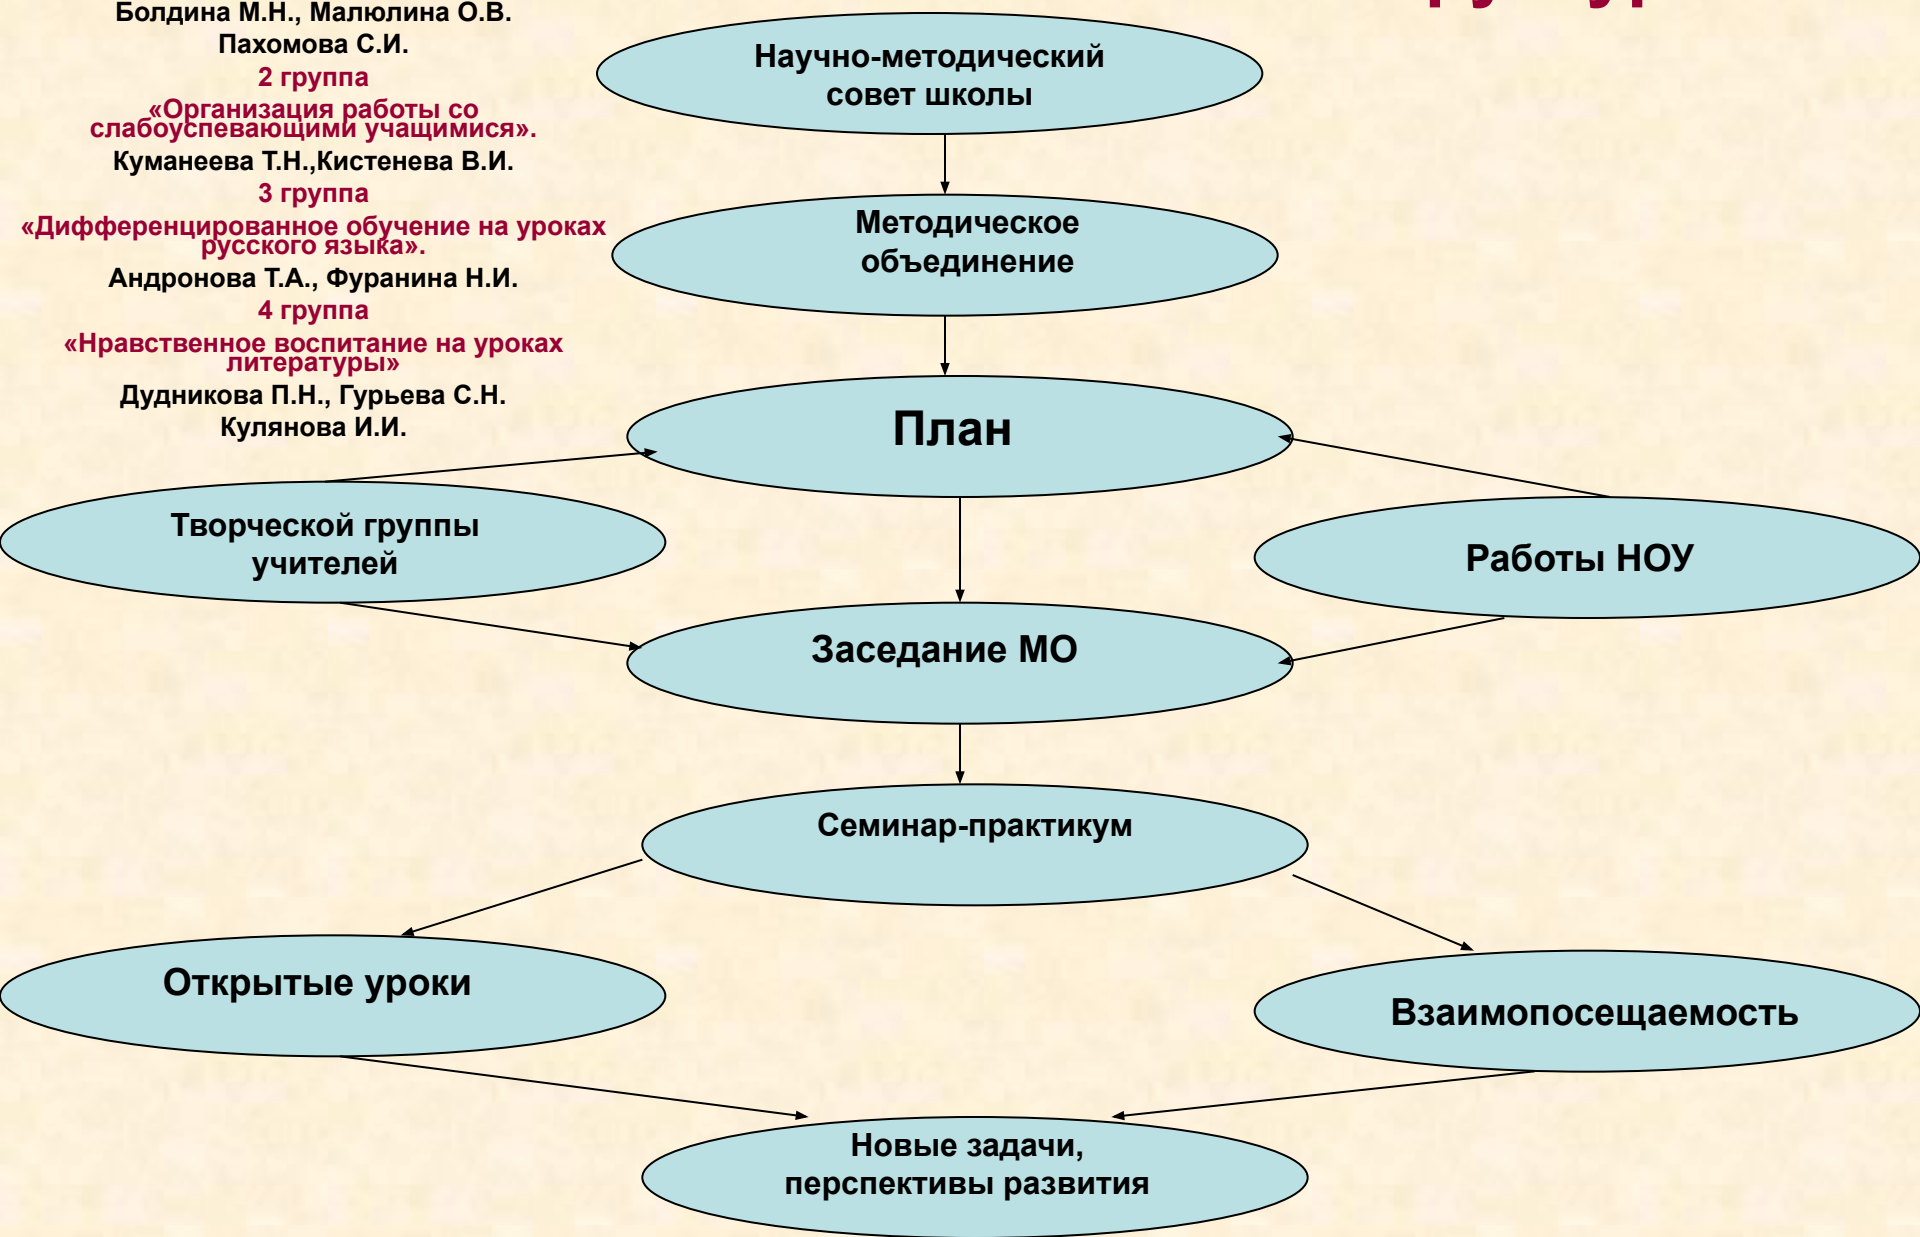 Болдина М.Н., Малюлина О.В.
Пахомова С.И.
2 группа
«Организация работы со
слабоуспевающими учащимися».
Куманеева Т.Н.,Кистенева В.И.
3 группа
«Дифференцированное обучение на уроках
русского языка».
Андронова Т.А., Фуранина Н.И.
4 группа
«Нравственное воспитание на уроках
литературы»
Дудникова П.Н., Гурьева С.Н.
Кулянова И.И.
Научно-методический
совет школы
Методическое
объединение
План
Творческой группы
учителей
Работы НОУ
Заседание МО
Семинар-практикум
Открытые уроки
Взаимопосещаемость
Новые задачи,
перспективы развития